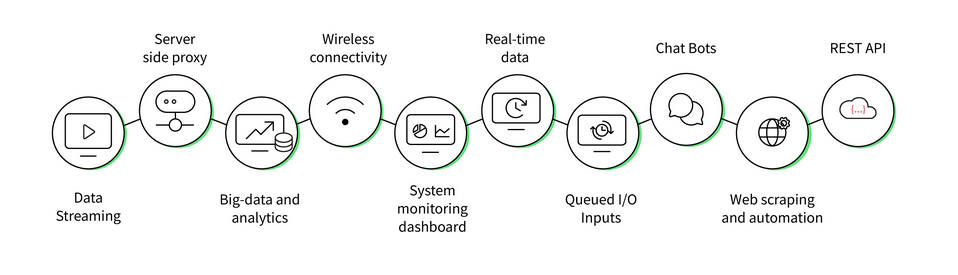 Server
side proxy
Wireless
connectivity
Real-time
data
Chat Bots
REST API
{...}
Data
Streaming
Big-data and
analytics
System
monitoring
dashboard
Queued I/O
Inputs
Web scraping
and automation